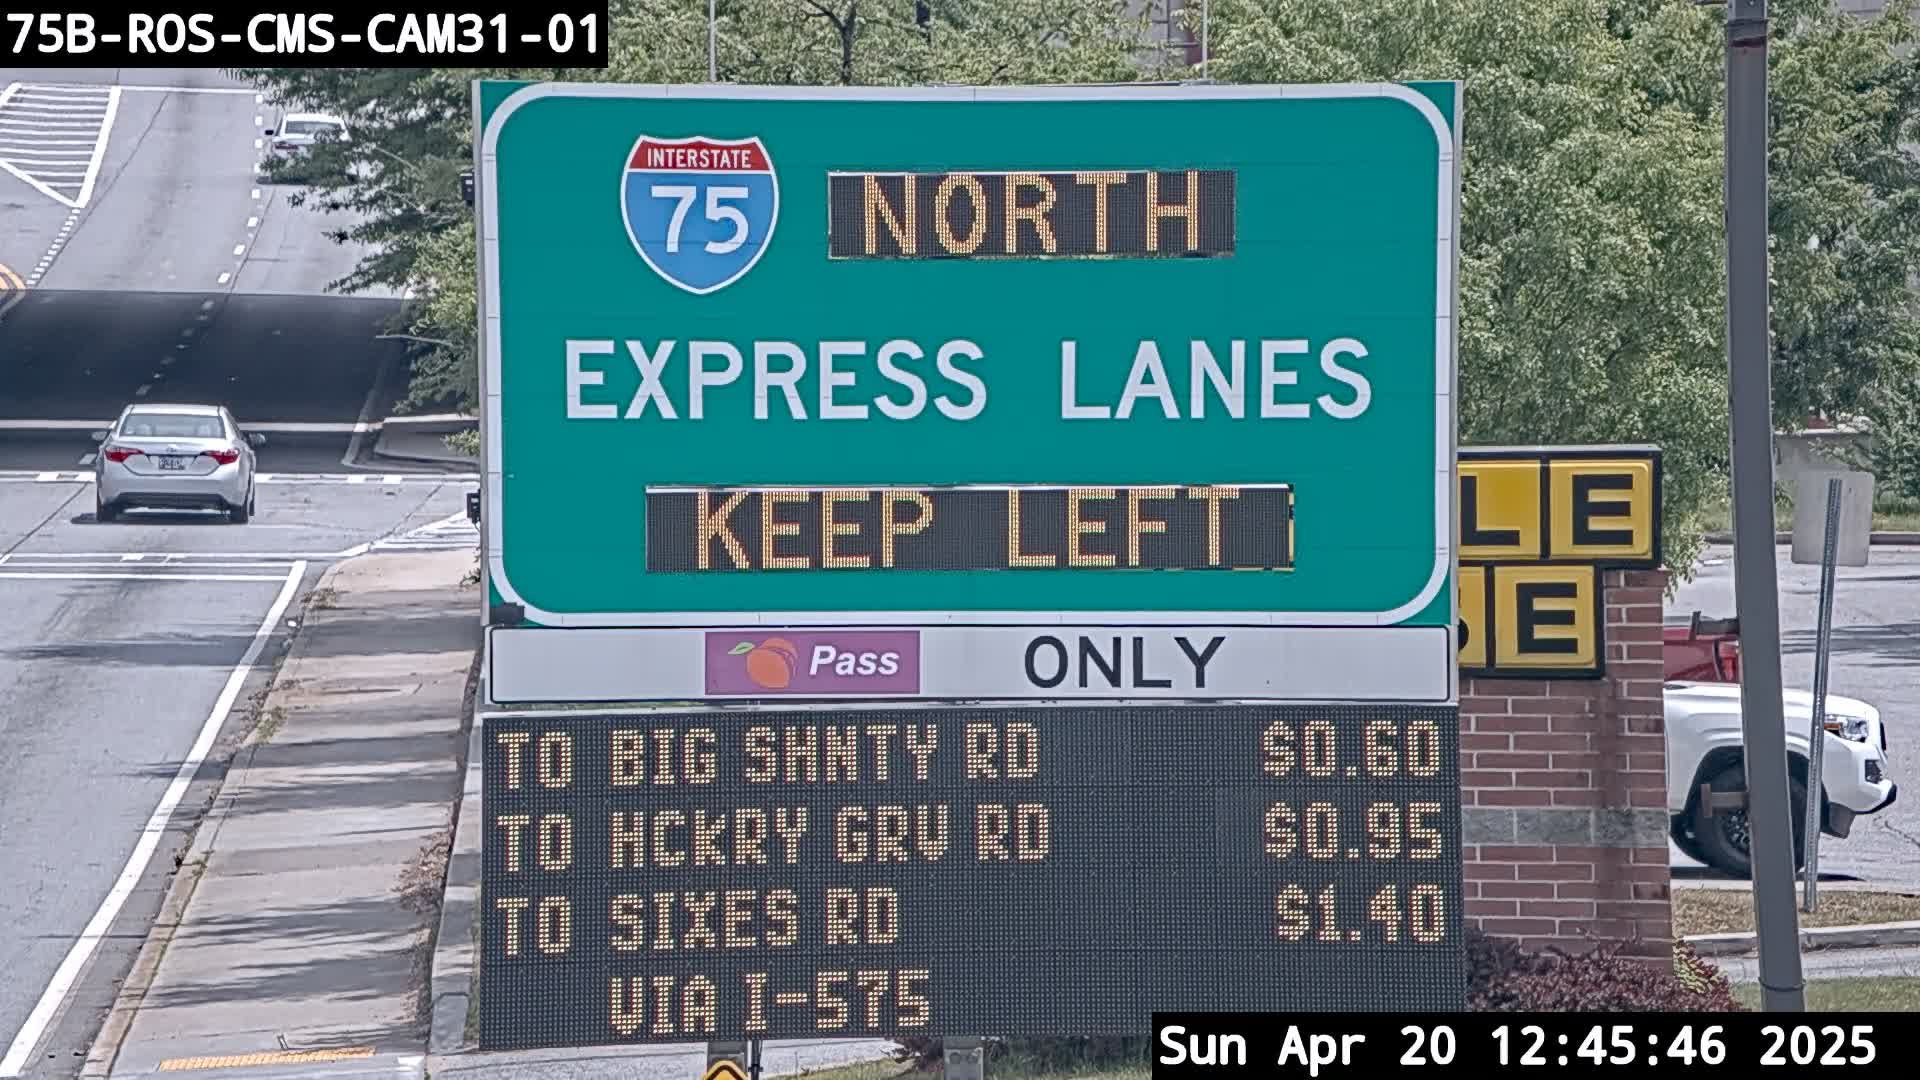 75B-ROS-CMS-CAM31-01
INTERSTATE
75
NORTH
EXPRESS LANES
KEEP LEFT
LE
E
Pass ONLY
TO BIG SHNTY RD $0.60
TO HCKRY GRV RD $0.95
TO SIXES RD $1.40
VIA I-575
Sun Apr 20 12:45:46 2025